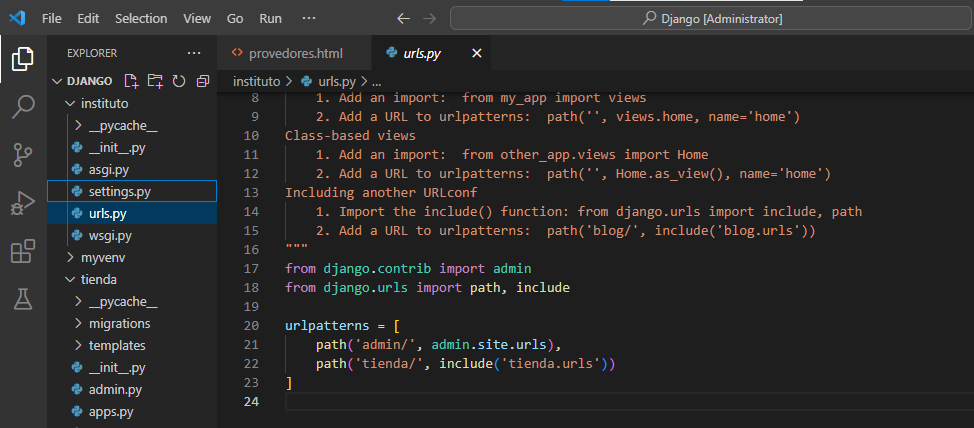 File Edit Selection View Go Run ... Django [Administrator]
EXPLORER ...
DJANGO
instituto
__pycache__
__init__.py
asgi.py
settings.py
urls.py
wsgi.py
myvenv
tienda
__pycache__
migrations
templates
__init__.py
admin.py
apps.py
provedores.html urls.py
instituto > urls.py > ...
8 1. Add an import:  from my_app import views
9 2. Add a URL to urlpatterns:  path('', views.home, name='home')
10 Class-based views
11 1. Add an import:  from other_app.views import Home
12 2. Add a URL to urlpatterns:  path('', Home.as_view(), name='home')
13 Including another URLconf
14 1. Import the include() function: from django.urls import include, path
15 2. Add a URL to urlpatterns:  path('blog/', include('blog.urls'))
16 """
17 from django.contrib import admin
18 from django.urls import path, include
19
20 urlpatterns = [
21 path('admin/', admin.site.urls),
22 path('tienda/', include('tienda.urls'))
23 ]
24